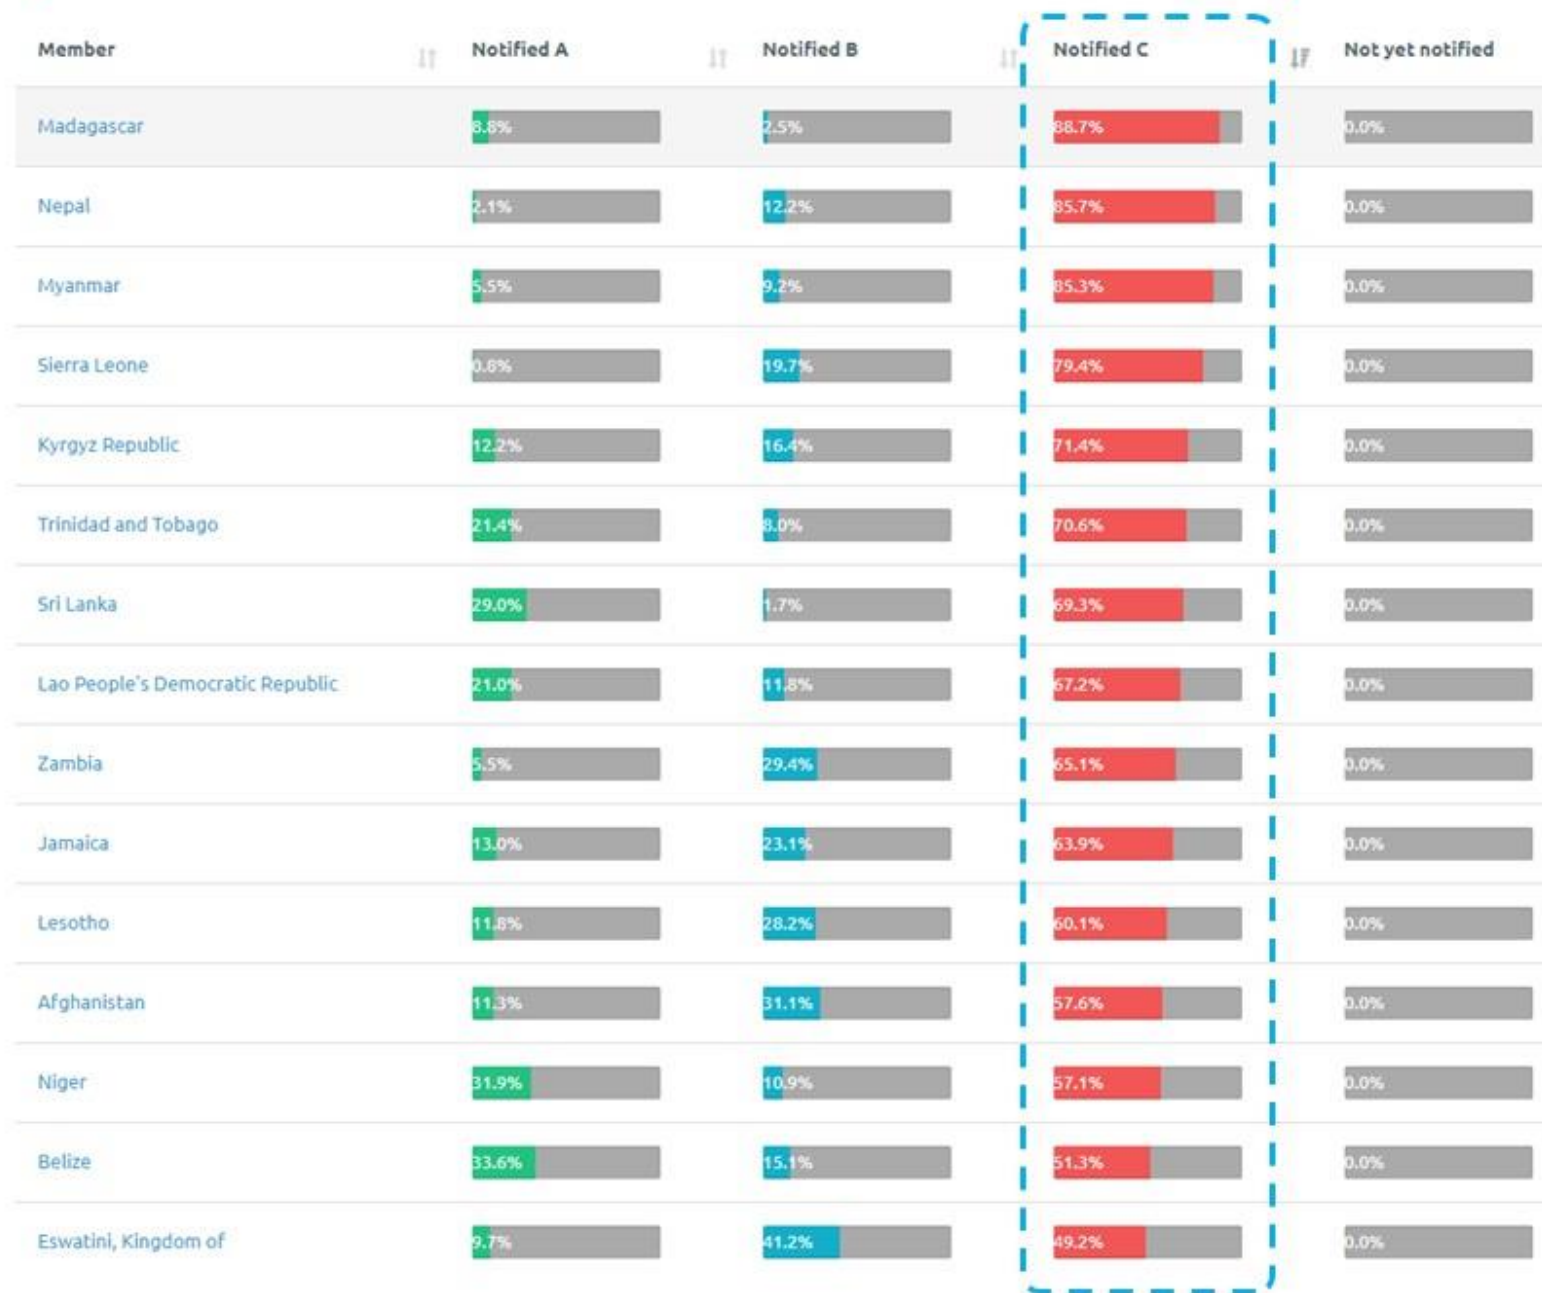 Member Notified A Notified B Notified C Not yet notified
Madagascar 8.8% 2.5% 88.7% 0.0%
Nepal 2.1% 12.2% 85.7% 0.0%
Myanmar 5.5% 9.2% 85.3% 0.0%
Sierra Leone 0.8% 19.7% 79.4% 0.0%
Kyrgyz Republic 12.2% 16.4% 71.4% 0.0%
Trinidad and Tobago 21.4% 8.0% 70.6% 0.0%
Sri Lanka 29.0% 1.7% 69.3% 0.0%
Lao People's Democratic Republic 21.0% 11.8% 67.2% 0.0%
Zambia 5.5% 29.4% 65.1% 0.0%
Jamaica 13.0% 23.1% 63.9% 0.0%
Lesotho 11.8% 28.2% 60.1% 0.0%
Afghanistan 11.3% 31.1% 57.6% 0.0%
Niger 31.9% 10.9% 57.1% 0.0%
Belize 33.6% 15.1% 51.3% 0.0%
Eswatini, Kingdom of 9.7% 41.2% 49.2% 0.0%